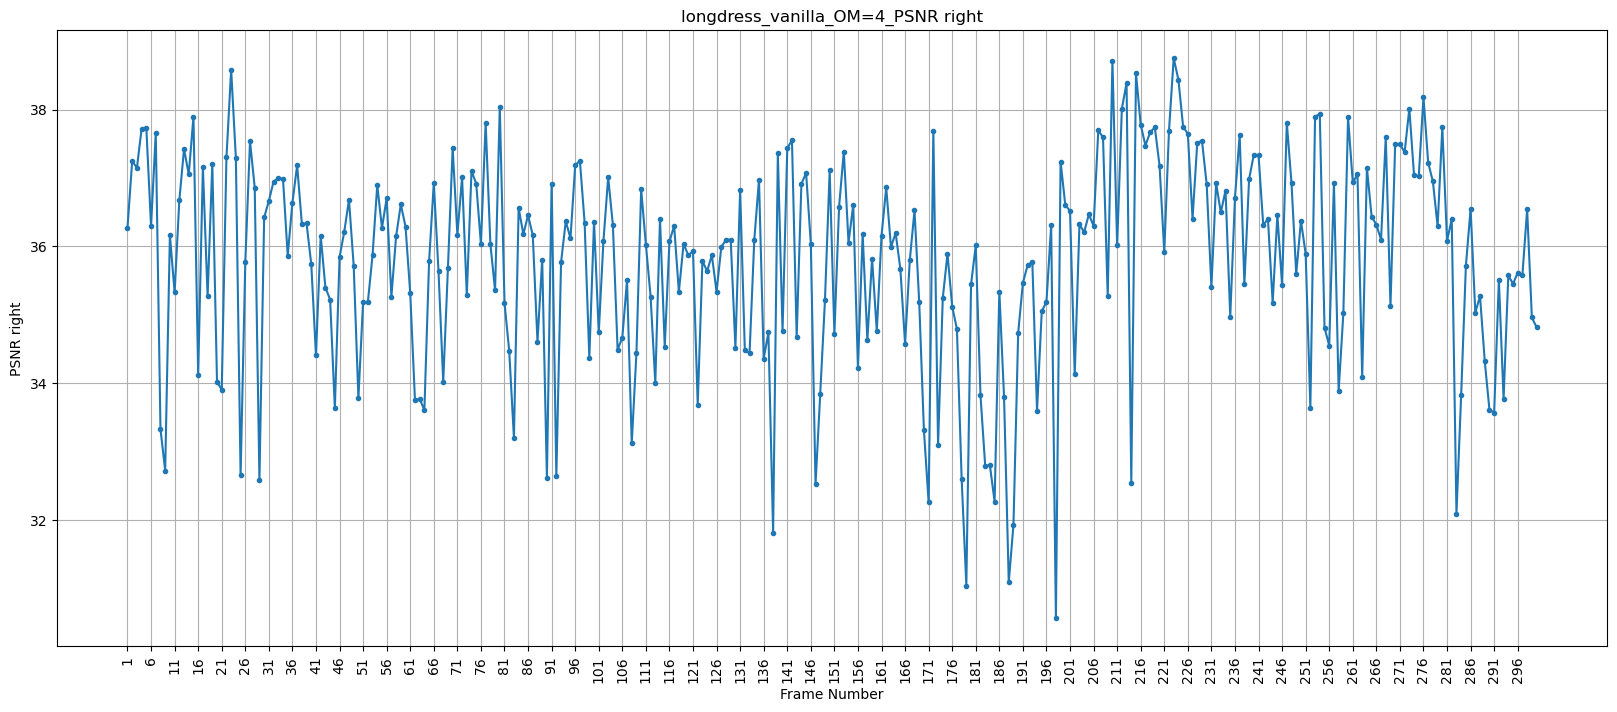 longdress_vanilla_OM=4_PSNR right
PSNR right
38
36
34
32
1 6 11 16 21 26 31 36 41 46 51 56 61 66 71 76 81 86 91 96 101 106 111 116 121 126 131 136 141 146 151 156 161 166 171 176 181 186 191 196 201 206 211 216 221 226 231 236 241 246 251 256 261 266 271 276 281 286 291 296
Frame Number